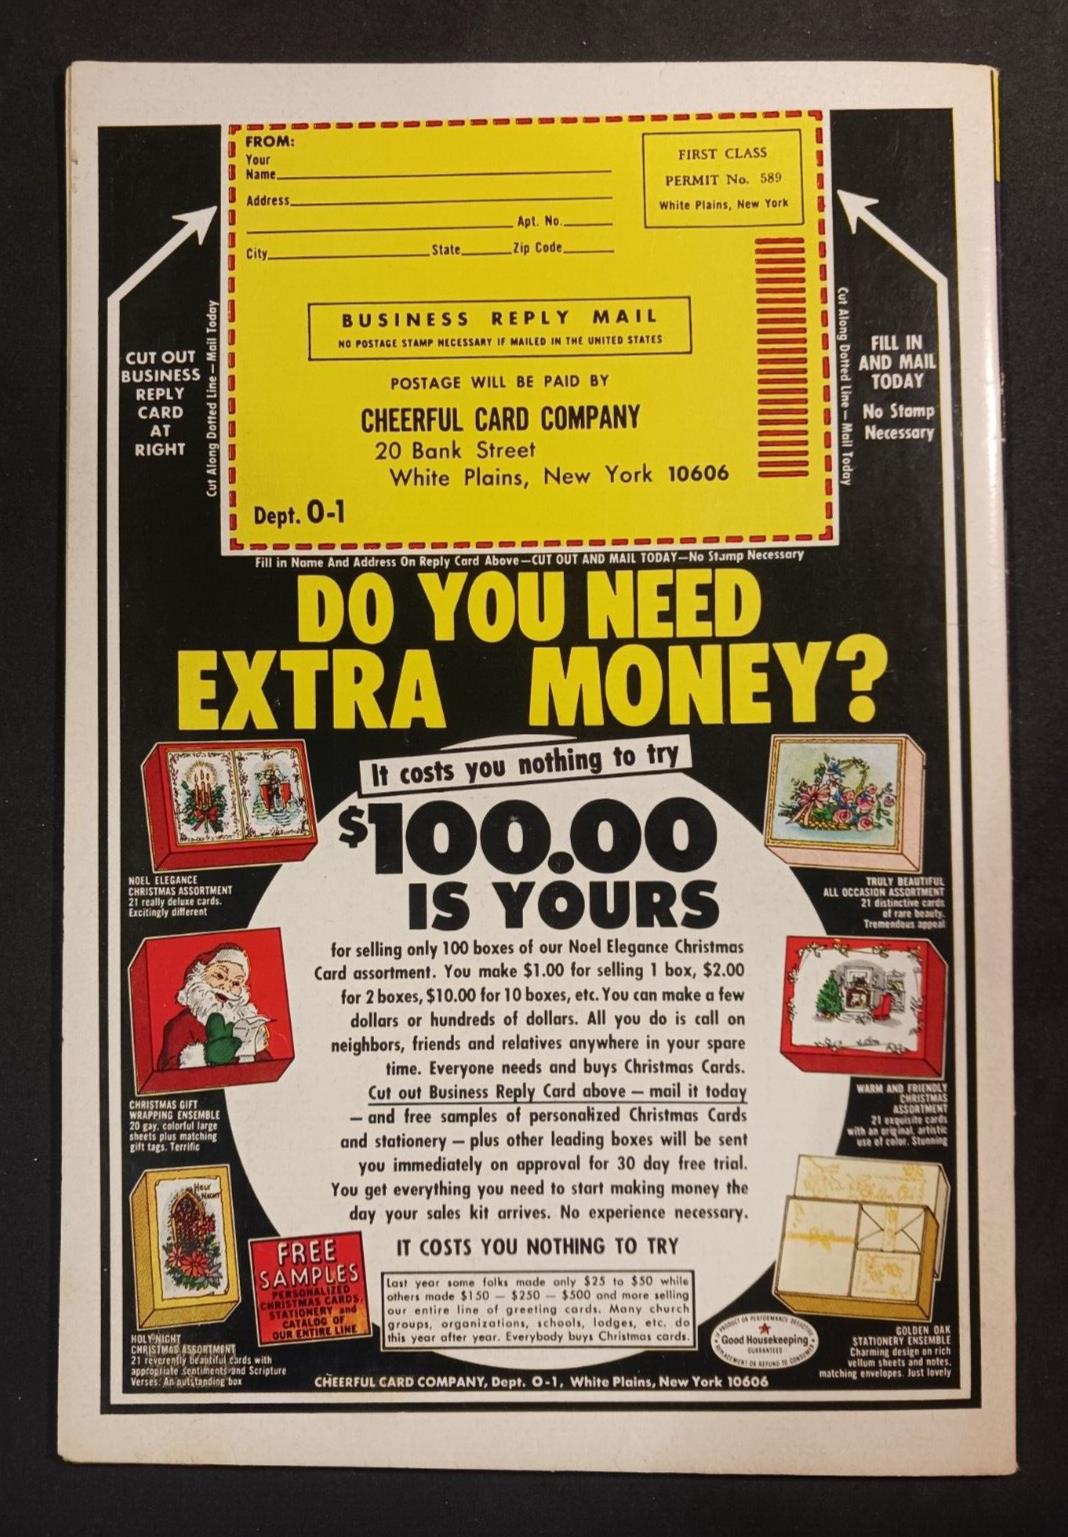 FROM:
Your
Name
Address
Apt. No.
City State Zip Code
FIRST CLASS
PERMIT No. 589
White Plains, New York
BUSINESS REPLY MAIL
NO POSTAGE STAMP NECESSARY IF MAILED IN THE UNITED STATES
POSTAGE WILL BE PAID BY
CHEERFUL CARD COMPANY
20 Bank Street
White Plains, New York 10606
Dept. O-1
CUT OUT
BUSINESS
REPLY
CARD
AT
RIGHT
Cut Along Dotted Line — Mail Today
Cut Along Dotted Line — Mail Today
FILL IN
AND MAIL
TODAY
No Stamp
Necessary
Fill in Name And Address On Reply Card Above—CUT OUT AND MAIL TODAY—No Stamp Necessary
DO YOU NEED
EXTRA MONEY?
It costs you nothing to try
$100.00
IS YOURS
for selling only 100 boxes of our Noel Elegance Christmas
Card assortment. You make $1.00 for selling 1 box, $2.00
for 2 boxes, $10.00 for 10 boxes, etc. You can make a few
dollars or hundreds of dollars. All you do is call on
neighbors, friends and relatives anywhere in your spare
time. Everyone needs and buys Christmas Cards.
Cut out Business Reply Card above — mail it today
— and free samples of personalized Christmas Cards
and stationery — plus other leading boxes will be sent
you immediately on approval for 30 day free trial.
You get everything you need to start making money the
day your sales kit arrives. No experience necessary.
IT COSTS YOU NOTHING TO TRY
Last year some folks made only $25 to $50 while
others made $150 — $250 — $500 and more selling
our entire line of greeting cards. Many church
groups, organizations, schools, lodges, etc. do
this year after year. Everybody buys Christmas cards.
NOEL ELEGANCE
CHRISTMAS ASSORTMENT
21 really deluxe cards.
Excitingly different
CHRISTMAS GIFT
WRAPPING ENSEMBLE
20 gay, colorful large
sheets plus matching
gift tags. Terrific
HOLY NIGHT
HOLY NIGHT
CHRISTMAS ASSORTMENT
21 reverently beautiful cards with
appropriate sentiments and Scripture
Verses. An outstanding box
FREE
SAMPLES
PERSONALIZED
CHRISTMAS CARDS,
STATIONERY and
CATALOG OF
OUR ENTIRE LINE
TRULY BEAUTIFUL
ALL OCCASION ASSORTMENT
21 distinctive cards
of rare beauty.
Tremendous appeal
WARM AND FRIENDLY
CHRISTMAS
ASSORTMENT
21 exquisite cards
with an original, artistic
use of color. Stunning
GOLDEN OAK
STATIONERY ENSEMBLE
Charming design on rich
vellum sheets and notes,
matching envelopes. Just lovely
Good Housekeeping
GUARANTEES
REPLACEMENT OR REFUND TO CONSUMER
IF PRODUCT OR PERFORMANCE DEFECTIVE
CHEERFUL CARD COMPANY, Dept. O-1, White Plains, New York 10606